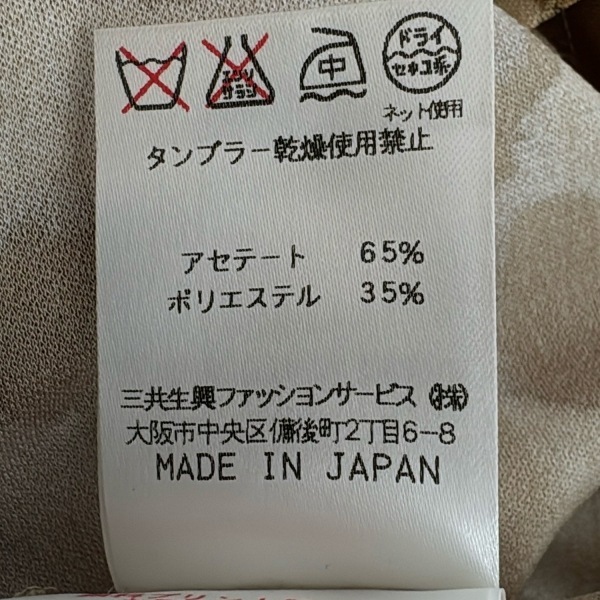 エンソ
サラシ
中
ドライ
セキユ系
ネット使用
タンブラー乾燥使用禁止
アセテート 65%
ポリエステル 35%
三共生興ファッションサービス(株)
大阪市中央区備後町2丁目6-8
MADE IN JAPAN